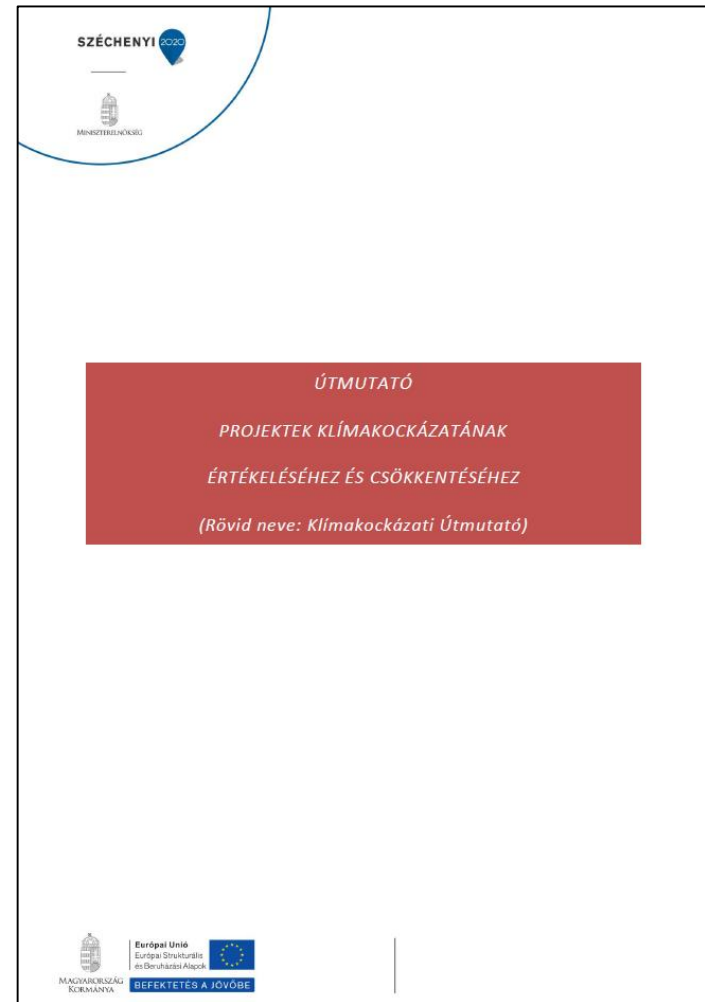 SZÉCHENYI 2020
MINISZTERELNÖKSÉG
ÚTMUTATÓ
PROJEKTEK KLÍMAKOCKÁZATÁNAK
ÉRTÉKELÉSÉHEZ ÉS CSÖKKENTÉSÉHEZ
(Rövid neve: Klímakockázati Útmutató)
MAGYARORSZÁG
KORMÁNYA
Európai Unió
Európai Strukturális
és Beruházási Alapok
BEFEKTETÉS A JÖVŐBE